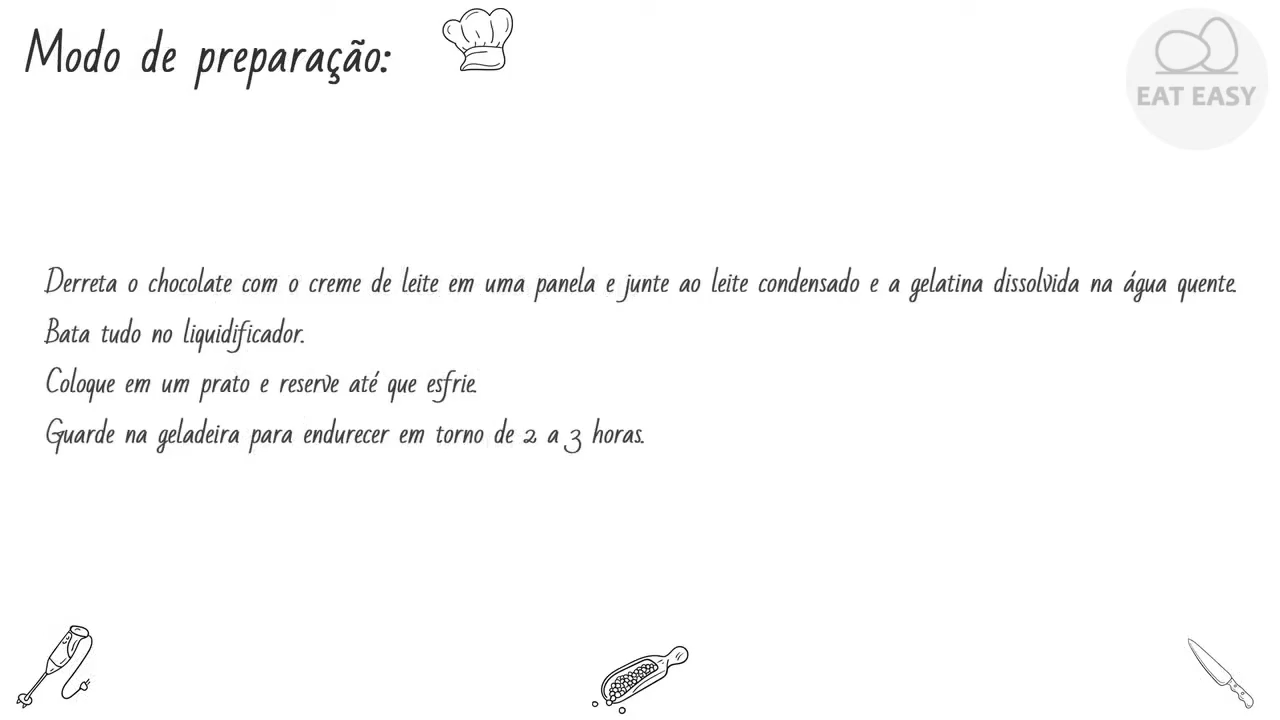 Modo de preparação:
EAT EASY
Derreta o chocolate com o creme de leite em uma panela e junte ao leite condensado e a gelatina dissolvida na água quente.
Bata tudo no liquidificador.
Coloque em um prato e reserve até que esfrie.
Guarde na geladeira para endurecer em torno de 2 a 3 horas.